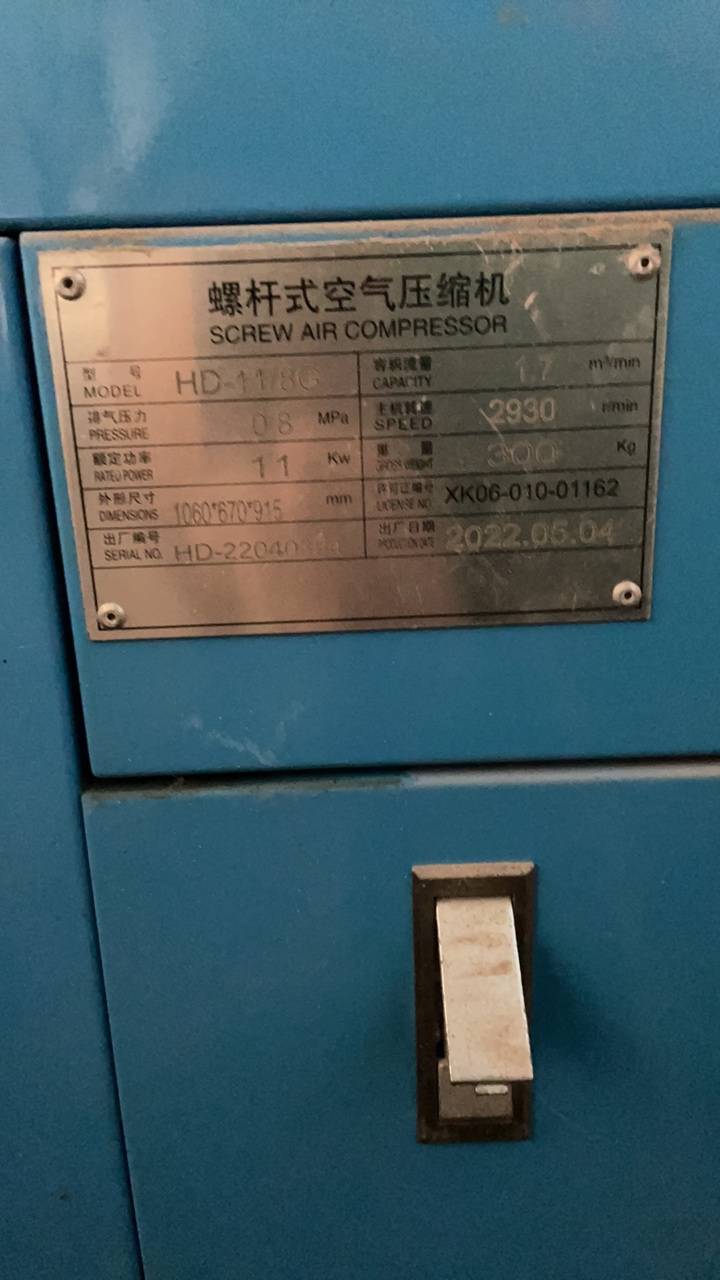 螺杆式空气压缩机
SCREW AIR COMPRESSOR
型 号 MODEL HD-11/8G
容积流量 CAPACITY 1.7 m³/min
排气压力 PRESSURE 0.8 MPa
主机转速 SPEED 2930 r/min
额定功率 RATED POWER 11 Kw
重 量 GROSS WEIGHT 300 Kg
外形尺寸 DIMENSIONS 1060*670*915 mm
许可证编号 LICENSE NO. XK06-010-01162
出厂编号 SERIAL NO.
出厂日期 PRODUCTION DATE 2022.05.04